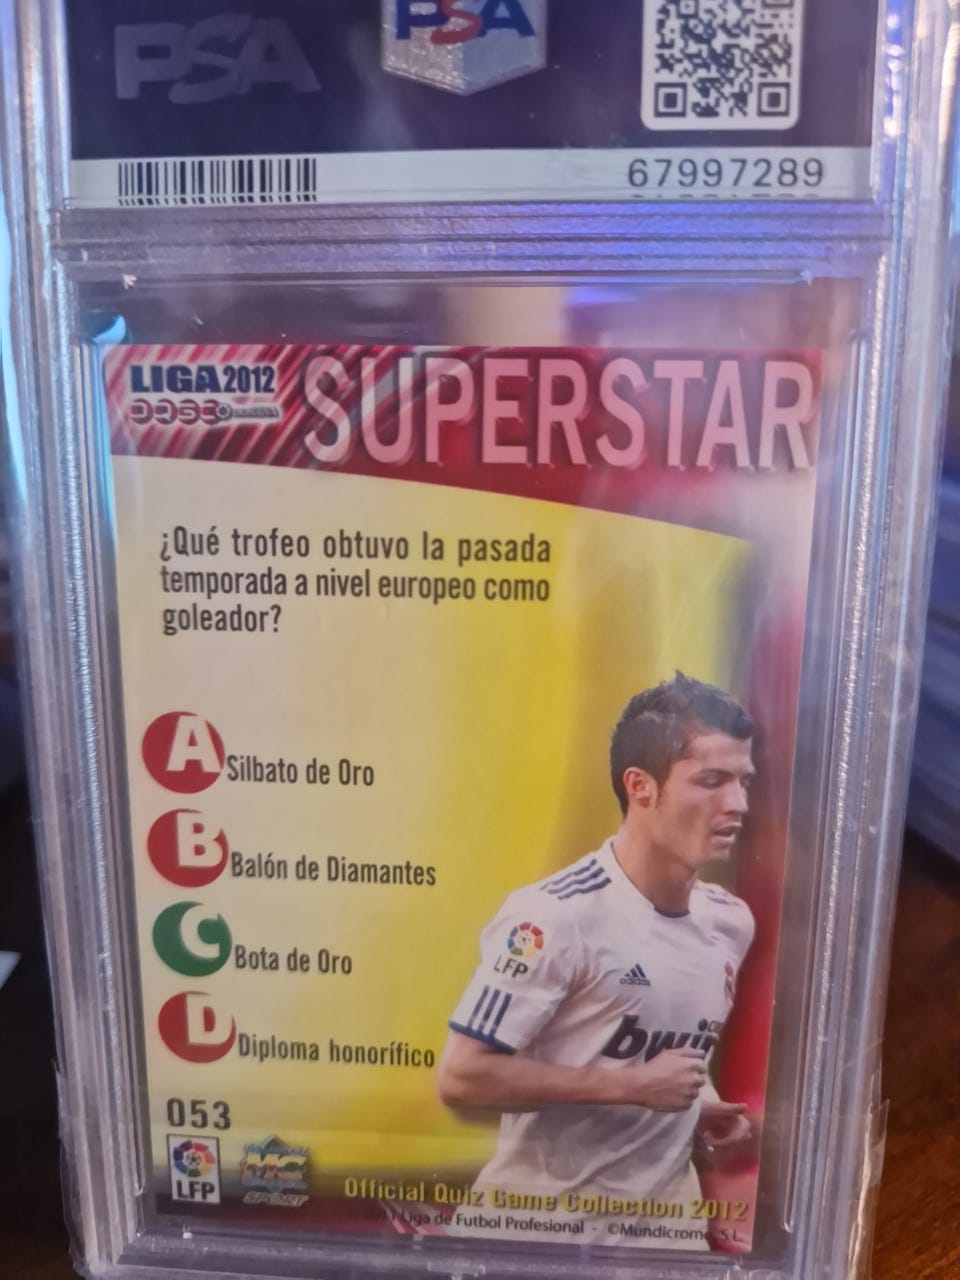 PSA
PSA
67997289
LIGA 2012
SUPERSTAR
¿Qué trofeo obtuvo la pasada
temporada a nivel europeo como
goleador?
A Silbato de Oro
B Balón de Diamantes
C Bota de Oro
D Diploma honorífico
LFP
adidas
bwin
053
LFP
MC
SPORT
Official Quiz Game Collection 2012
Liga de Futbol Profesional - ©Mundicromo, S.L.